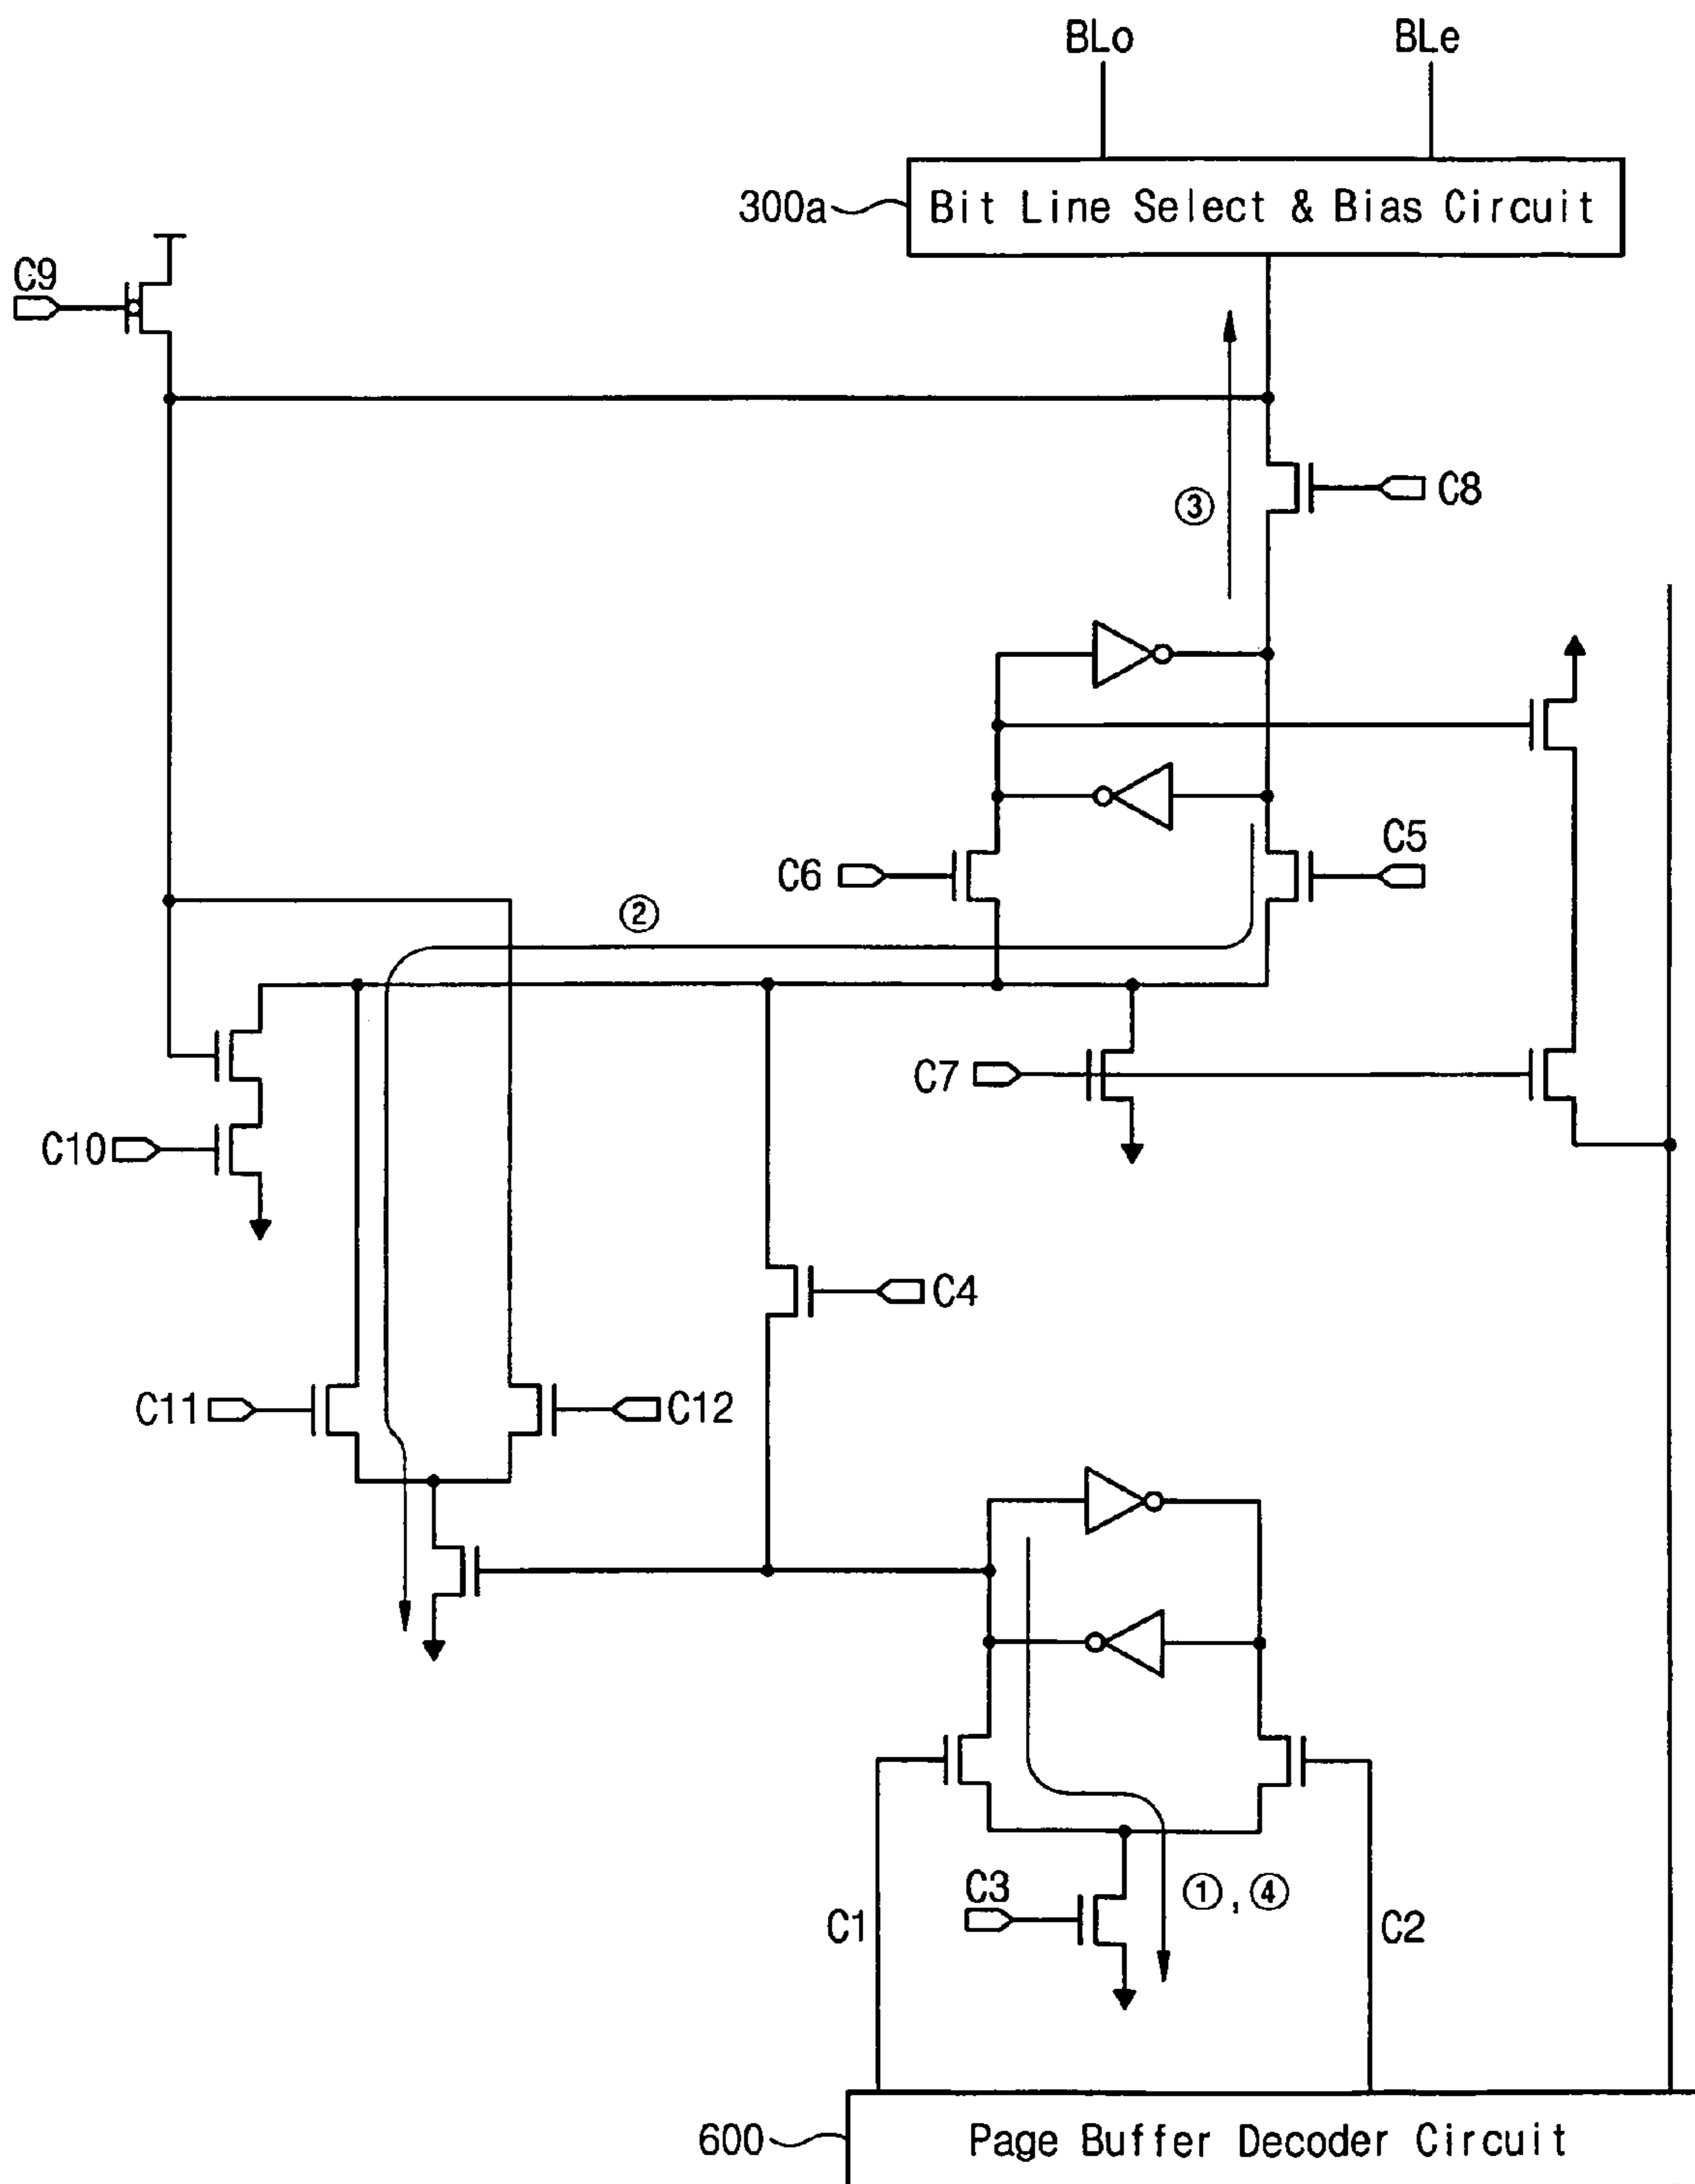 BLo
BLe
300a
Bit Line Select & Bias Circuit
C9
C8
③
C5
C6
②
C7
C10
C4
C11
C12
C3
①, ④
C1
C2
600
Page Buffer Decoder Circuit